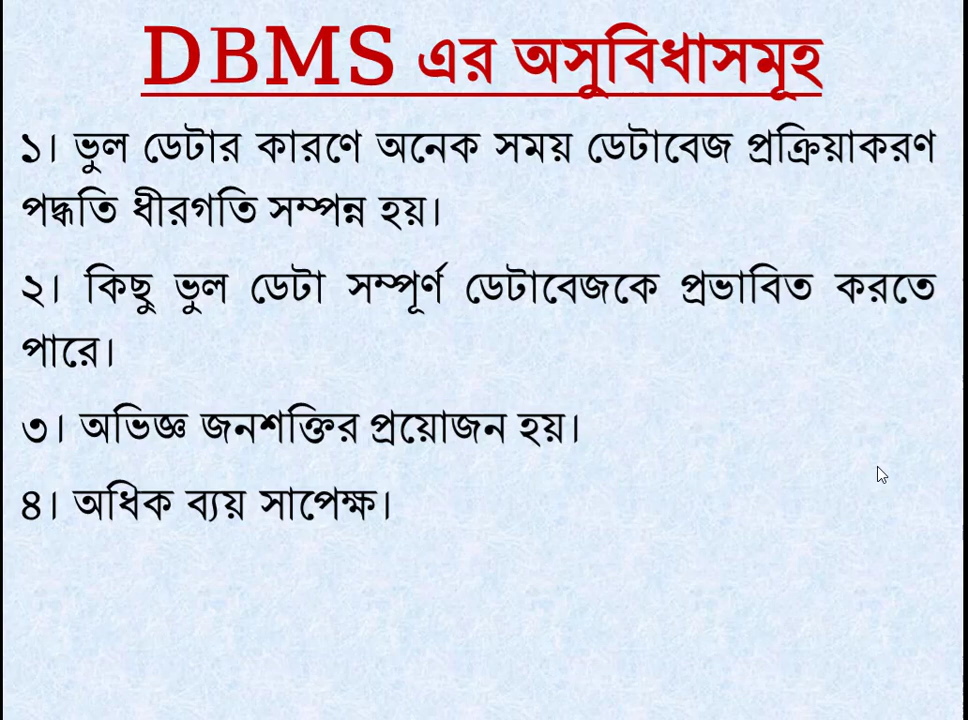 DBMS এর অসুবিধাসমূহ
১। ভুল ডেটার কারণে অনেক সময় ডেটাবেজ প্রক্রিয়াকরণ
পদ্ধতি ধীরগতি সম্পন্ন হয়।
২। কিছু ভুল ডেটা সম্পূর্ণ ডেটাবেজকে প্রভাবিত করতে
পারে।
৩। অভিজ্ঞ জনশক্তির প্রয়োজন হয়।
৪। অধিক ব্যয় সাপেক্ষ।